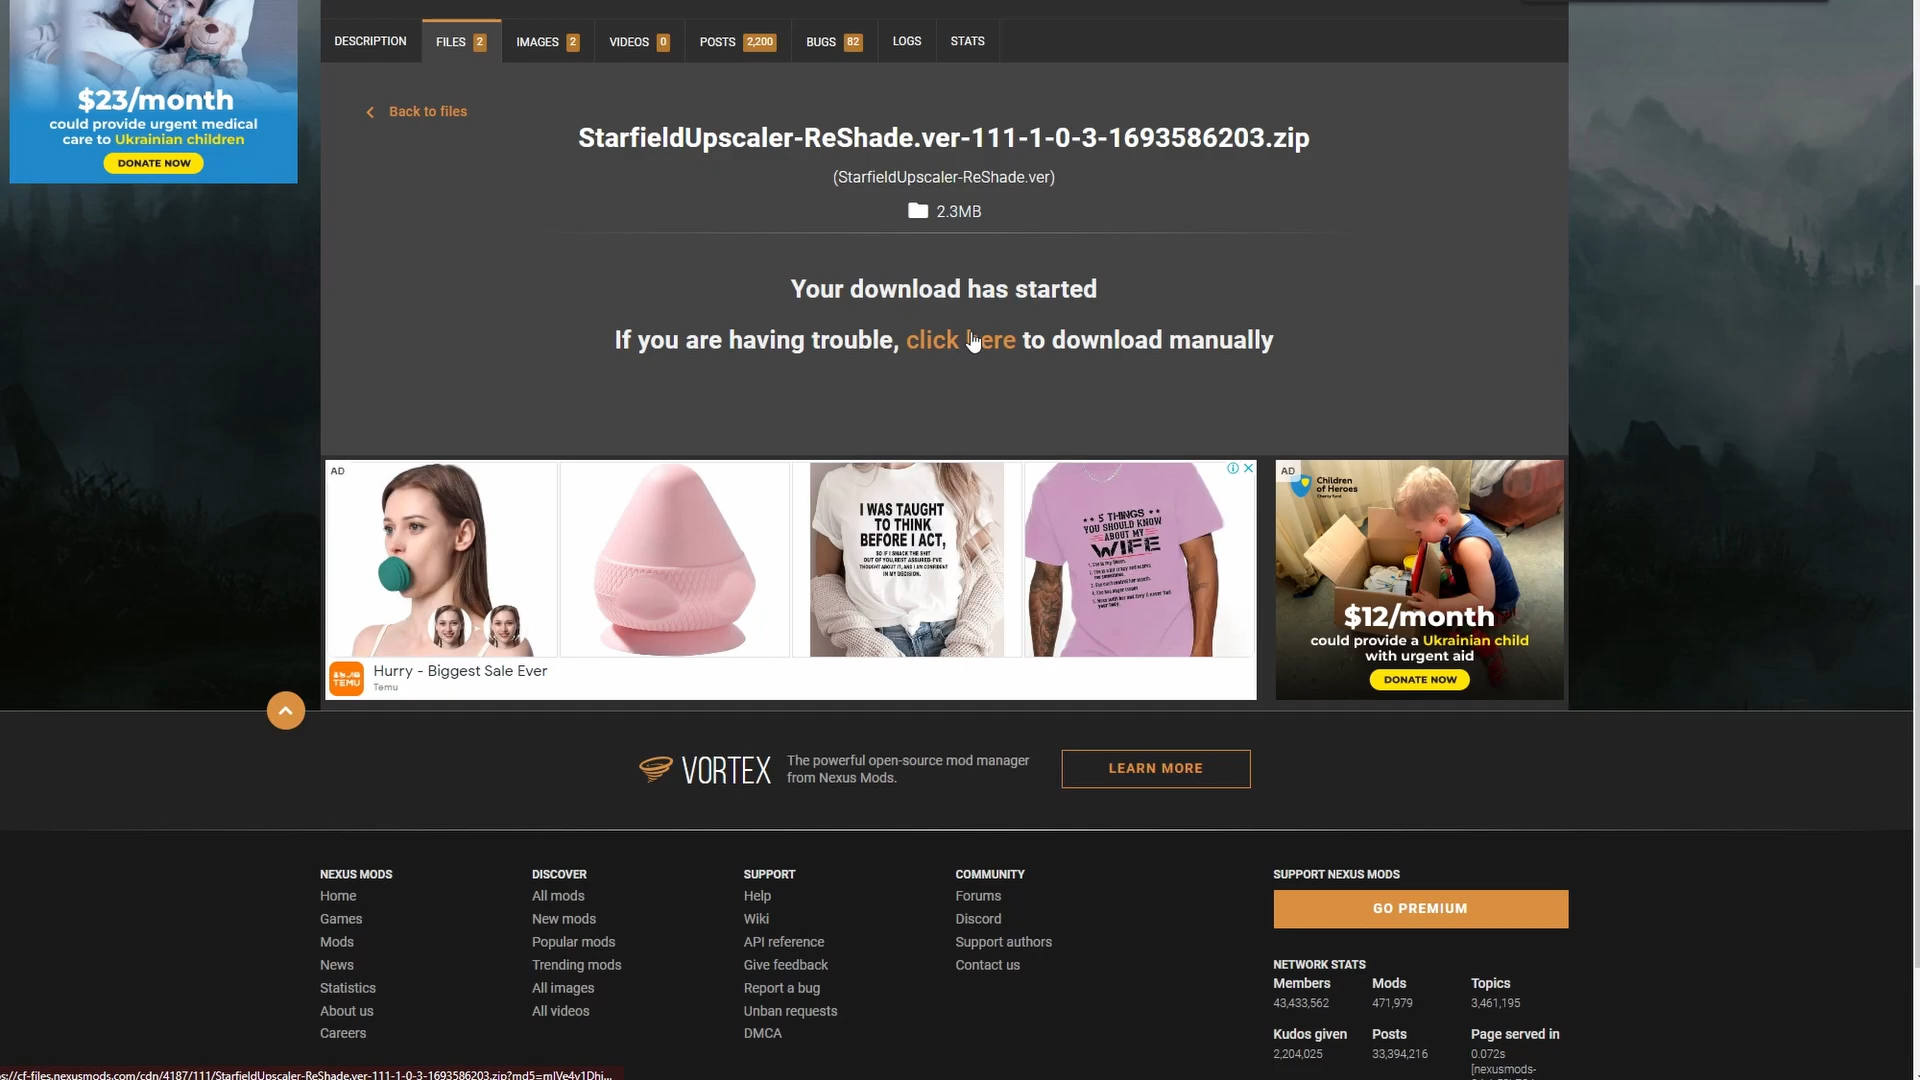 $23/month
could provide urgent medical
care to Ukrainian children
DONATE NOW
DESCRIPTION
FILES 2
IMAGES 2
VIDEOS 0
POSTS 2,200
BUGS 82
LOGS
STATS
Back to files
StarfieldUpscaler-ReShade.ver-111-1-0-3-1693586203.zip
(StarfieldUpscaler-ReShade.ver)
2.3MB
Your download has started
If you are having trouble, click here to download manually
AD
I WAS TAUGHT
TO THINK
BEFORE I ACT,
SO IF I SMACK THE SHIT
OUT OF YOU,REST ASSURED-I'VE
THOUGHT ABOUT IT, AND I AM CONFIDENT
IN MY DECISION.
5 THINGS
YOU SHOULD KNOW
ABOUT MY
WIFE
TEMU
Hurry - Biggest Sale Ever
Temu
AD
Children
of Heroes
Charity Fund
$12/month
could provide a Ukrainian child
with urgent aid
DONATE NOW
VORTEX
The powerful open-source mod manager
from Nexus Mods.
LEARN MORE
NEXUS MODS
Home
Games
Mods
News
Statistics
About us
Careers
DISCOVER
All mods
New mods
Popular mods
Trending mods
All images
All videos
SUPPORT
Help
Wiki
API reference
Give feedback
Report a bug
Unban requests
DMCA
COMMUNITY
Forums
Discord
Support authors
Contact us
SUPPORT NEXUS MODS
GO PREMIUM
NETWORK STATS
Members
43,433,562
Mods
471,979
Topics
3,461,195
Kudos given
2,204,025
Posts
33,394,216
Page served in
0.072s
[nexusmods-
s://cf-files.nexusmods.com/cdn/4187/111/StarfieldUpscaler-ReShade.ver-111-1-0-3-1693586203.zip?md5=mlVe4v1Dhi...